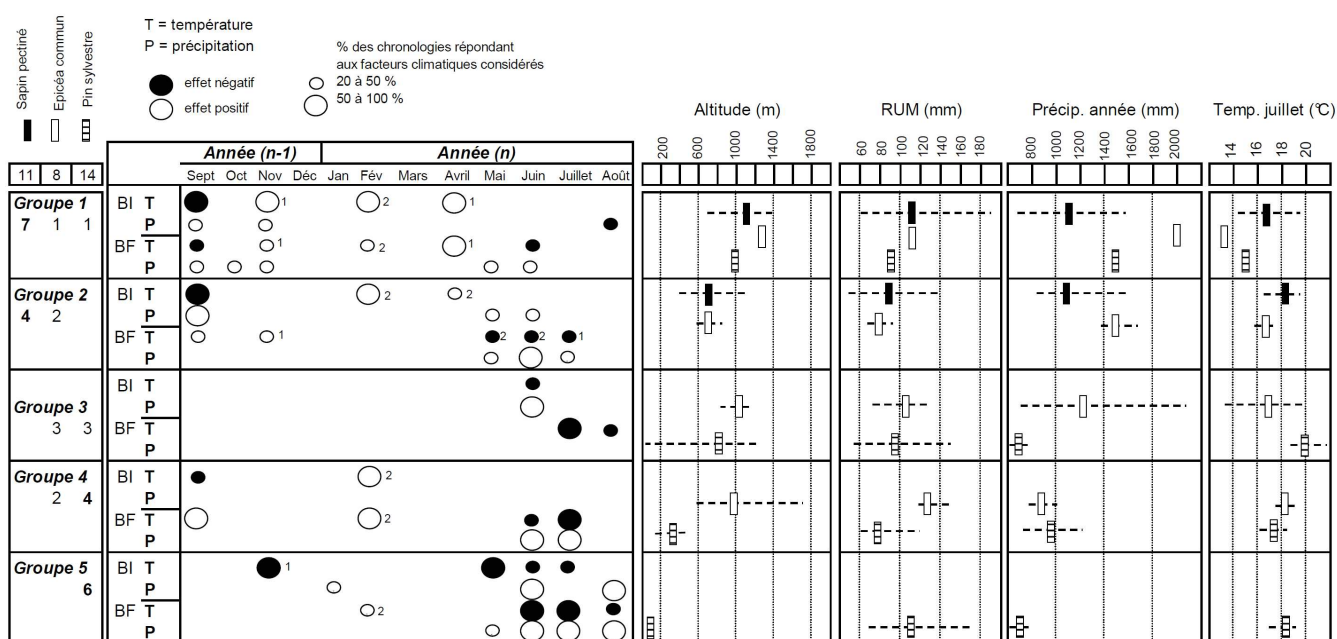 Sapin pectiné
Epicéa commun
Pin sylvestre
T = température
P = précipitation
effet négatif
effet positif
% des chronologies répondant
aux facteurs climatiques considérés
20 à 50 %
50 à 100 %
Altitude (m) RUM (mm) Précip. année (mm) Temp. juillet (°C)
200 600 1000 1400 1800 60 80 100 120 140 160 180 800 1000 1200 1400 1600 1800 2000 14 16 18 20
Année (n-1) Année (n)
11 8 14 Sept Oct Nov Déc Jan Fév Mars Avril Mai Juin Juillet Août
Groupe 1 BI T 1 2 1
7 1 1 P
BF T 1 2 1
P
Groupe 2 BI T 2 2
4 2 P
BF T 1 2 2 1
P
BI T
Groupe 3 P
3 3 BF T
P
Groupe 4 BI T 2
2 4 P
BF T 2
P
Groupe 5 BI T 1
6 P
BF T 2
P